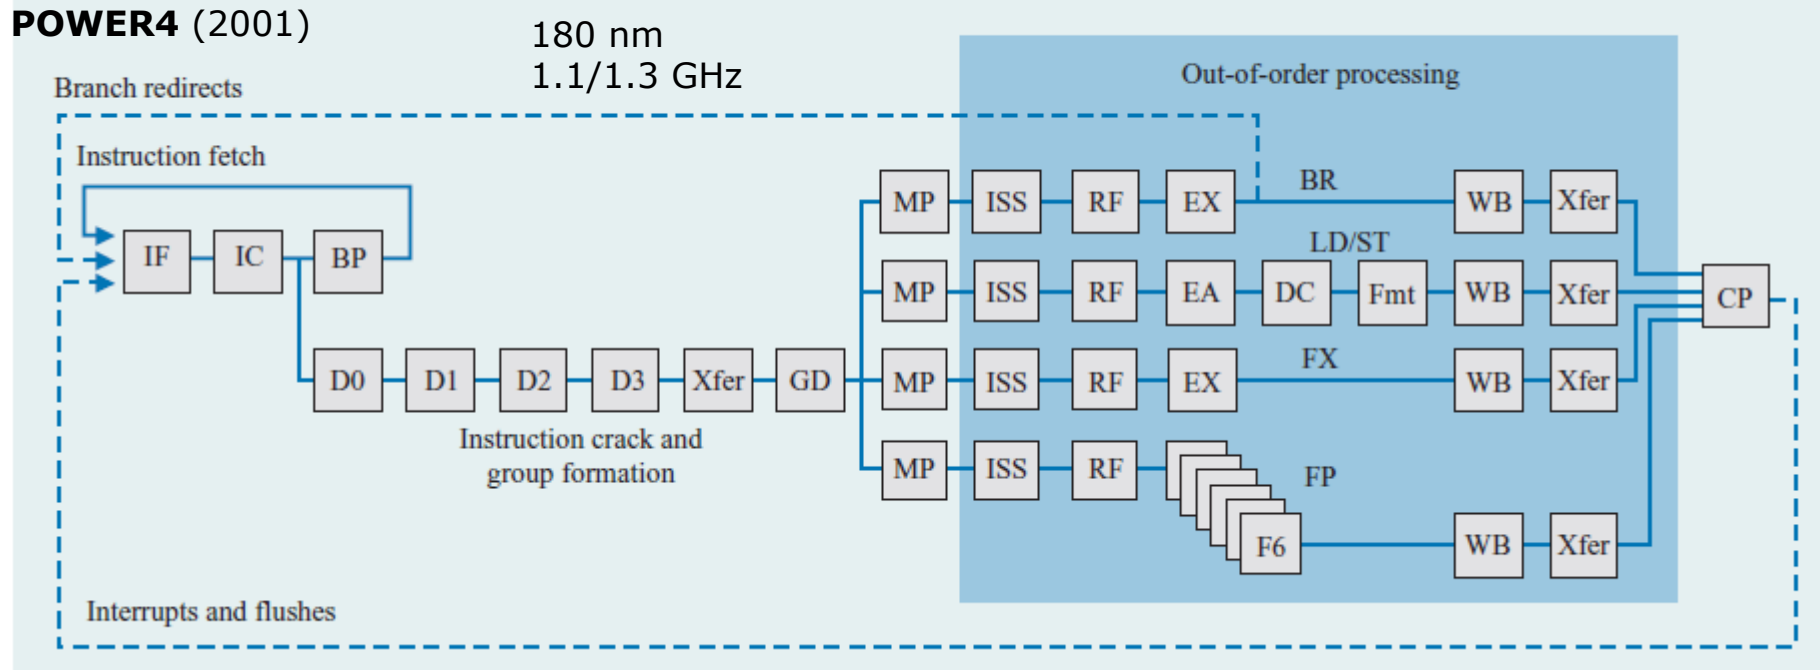 POWER4 (2001)
180 nm
1.1/1.3 GHz
Out-of-order processing
Branch redirects
Instruction fetch
IF IC BP
MP ISS RF EX BR WB Xfer
LD/ST
MP ISS RF EA DC Fmt WB Xfer
CP
D0 D1 D2 D3 Xfer GD
FX
MP ISS RF EX WB Xfer
Instruction crack and
group formation
MP ISS RF FP
F6 WB Xfer
Interrupts and flushes